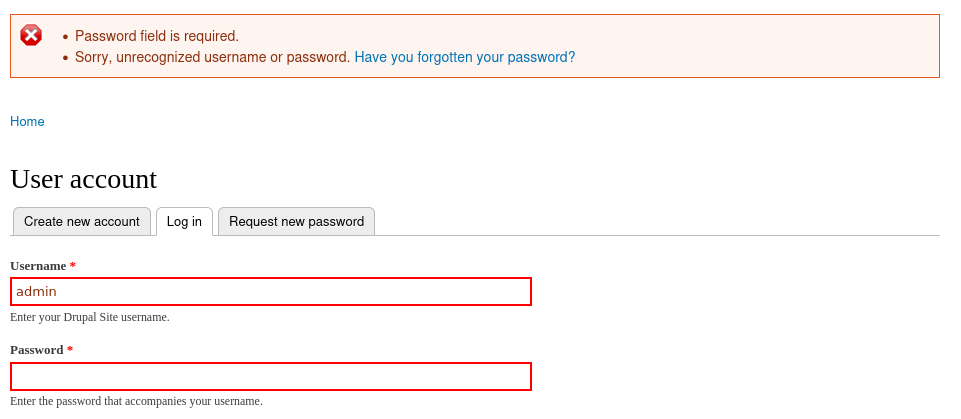 Password field is required.
Sorry, unrecognized username or password. Have you forgotten your password?
Home
User account
Create new account Log in Request new password
Username *
admin
Enter your Drupal Site username.
Password *
Enter the password that accompanies your username.